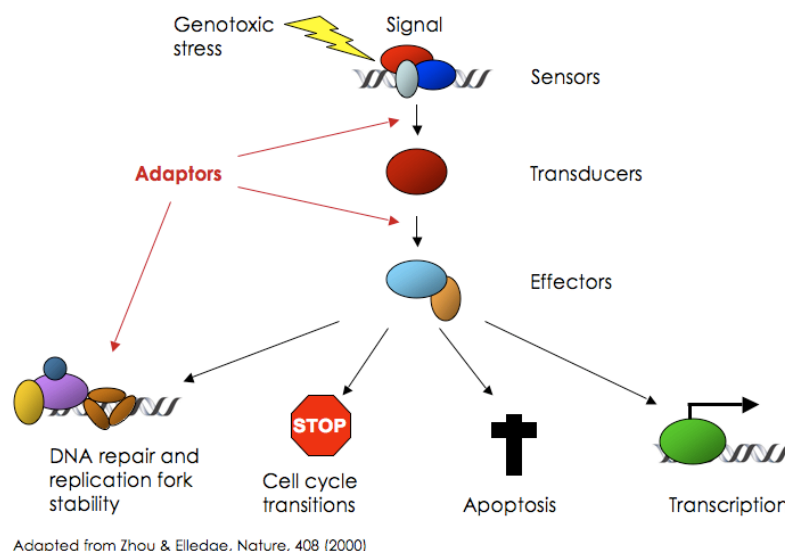 Genotoxic
stress
Signal
Sensors
Adaptors
Transducers
Effectors
STOP
DNA repair and
replication fork
stability
Cell cycle
transitions
Apoptosis
Transcription
Adapted from Zhou & Elledge, Nature, 408 (2000)